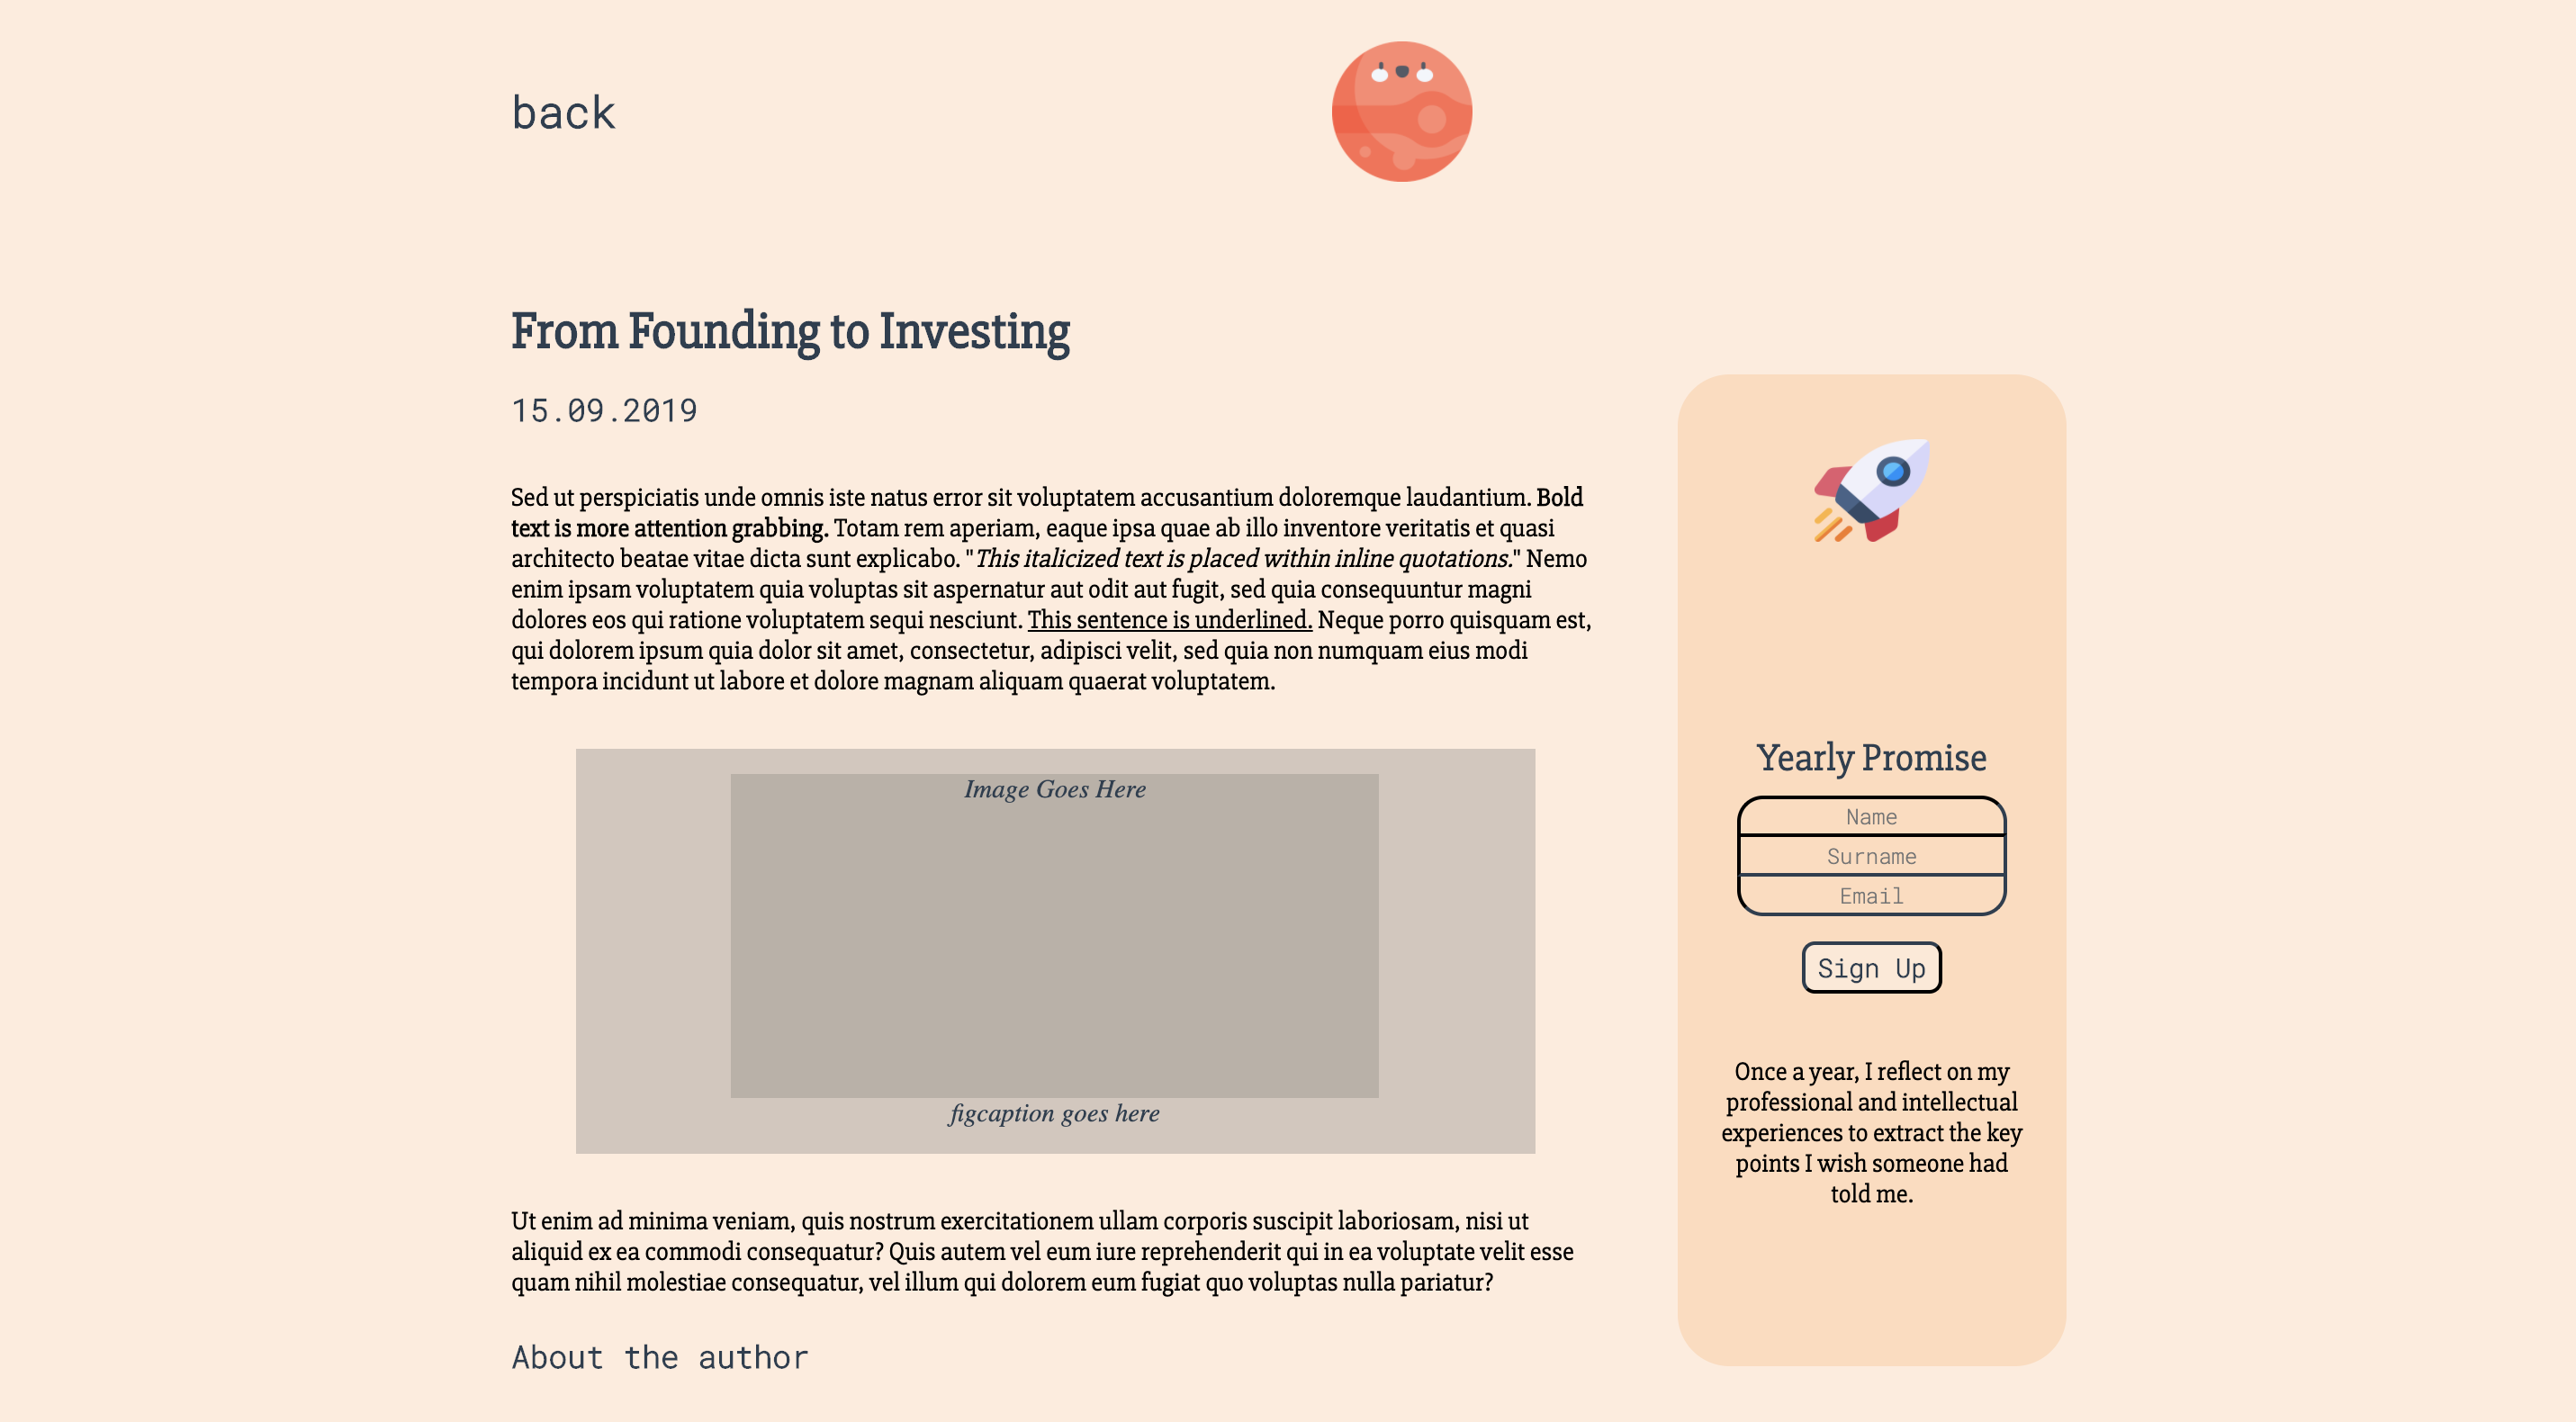 back
From Founding to Investing
15.09.2019
Sed ut perspiciatis unde omnis iste natus error sit voluptatem accusantium doloremque laudantium. Bold
text is more attention grabbing. Totam rem aperiam, eaque ipsa quae ab illo inventore veritatis et quasi
architecto beatae vitae dicta sunt explicabo. "This italicized text is placed within inline quotations." Nemo
enim ipsam voluptatem quia voluptas sit aspernatur aut odit aut fugit, sed quia consequuntur magni
dolores eos qui ratione voluptatem sequi nesciunt. This sentence is underlined. Neque porro quisquam est,
qui dolorem ipsum quia dolor sit amet, consectetur, adipisci velit, sed quia non numquam eius modi
tempora incidunt ut labore et dolore magnam aliquam quaerat voluptatem.
Image Goes Here
figcaption goes here
Ut enim ad minima veniam, quis nostrum exercitationem ullam corporis suscipit laboriosam, nisi ut
aliquid ex ea commodi consequatur? Quis autem vel eum iure reprehenderit qui in ea voluptate velit esse
quam nihil molestiae consequatur, vel illum qui dolorem eum fugiat quo voluptas nulla pariatur?
About the author
Yearly Promise
Name
Surname
Email
Sign Up
Once a year, I reflect on my
professional and intellectual
experiences to extract the key
points I wish someone had
told me.